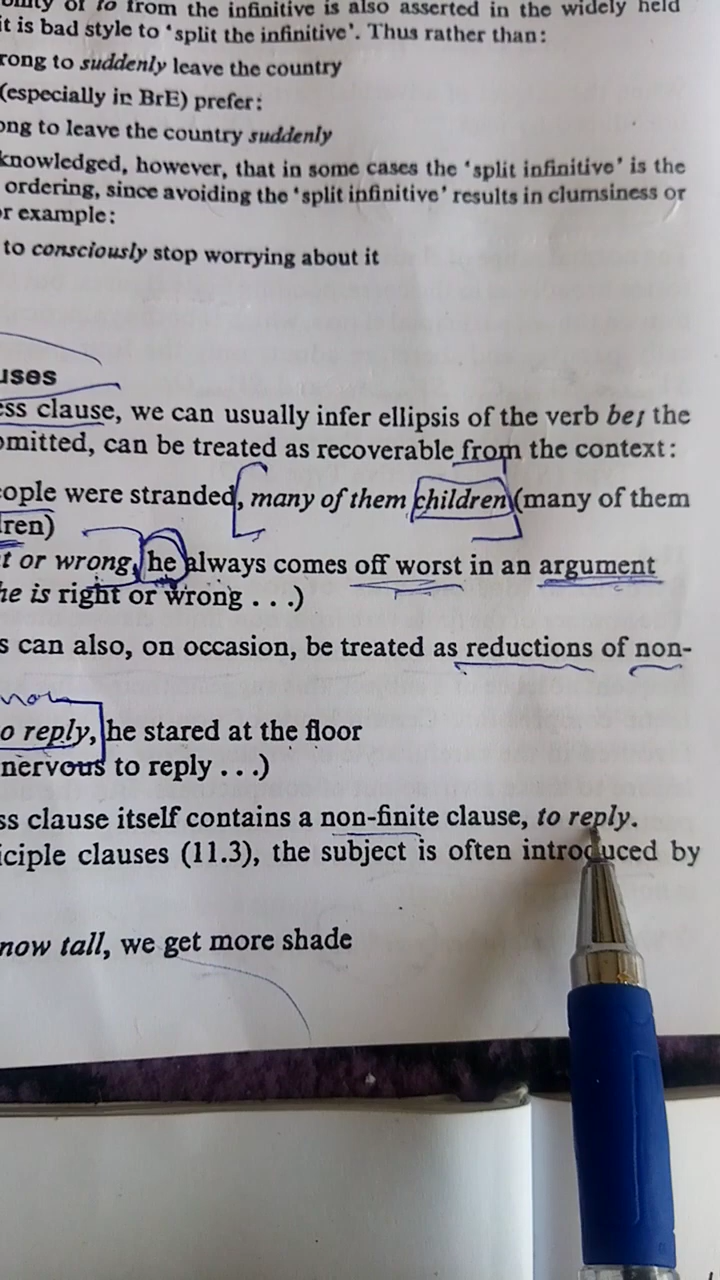 of to from the infinitive is also asserted in the widely held
it is bad style to 'split the infinitive'. Thus rather than:
rong to suddenly leave the country
(especially in BrE) prefer:
ong to leave the country suddenly
knowledged, however, that in some cases the 'split infinitive' is the
ordering, since avoiding the 'split infinitive' results in clumsiness or
r example:
to consciously stop worrying about it
uses
ess clause, we can usually infer ellipsis of the verb be; the
omitted, can be treated as recoverable from the context:
ople were stranded, many of them children (many of them
ren)
t or wrong, he always comes off worst in an argument
he is right or wrong . . .)
s can also, on occasion, be treated as reductions of non-
o reply, he stared at the floor
nervous to reply . . .)
ss clause itself contains a non-finite clause, to reply.
iciple clauses (11.3), the subject is often introduced by
now tall, we get more shade